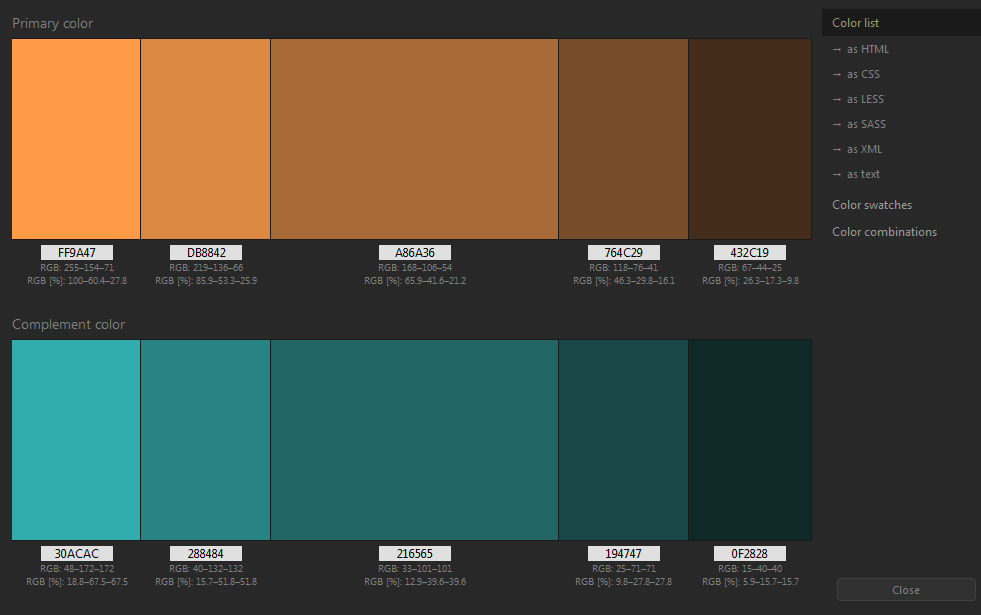 Primary color
FF9A47
RGB: 255–154–71
RGB [%]: 100–60.4–27.8
DB8842
RGB: 219–136–66
RGB [%]: 85.9–53.3–25.9
A86A36
RGB: 168–106–54
RGB [%]: 65.9–41.6–21.2
764C29
RGB: 118–76–41
RGB [%]: 46.3–29.8–16.1
432C19
RGB: 67–44–25
RGB [%]: 26.3–17.3–9.8
Complement color
30ACAC
RGB: 48–172–172
RGB [%]: 18.8–67.5–67.5
288484
RGB: 40–132–132
RGB [%]: 15.7–51.8–51.8
216565
RGB: 33–101–101
RGB [%]: 12.9–39.6–39.6
194747
RGB: 25–71–71
RGB [%]: 9.8–27.8–27.8
0F2828
RGB: 15–40–40
RGB [%]: 5.9–15.7–15.7
Color list
→ as HTML
→ as CSS
→ as LESS
→ as SASS
→ as XML
→ as text
Color swatches
Color combinations
Close